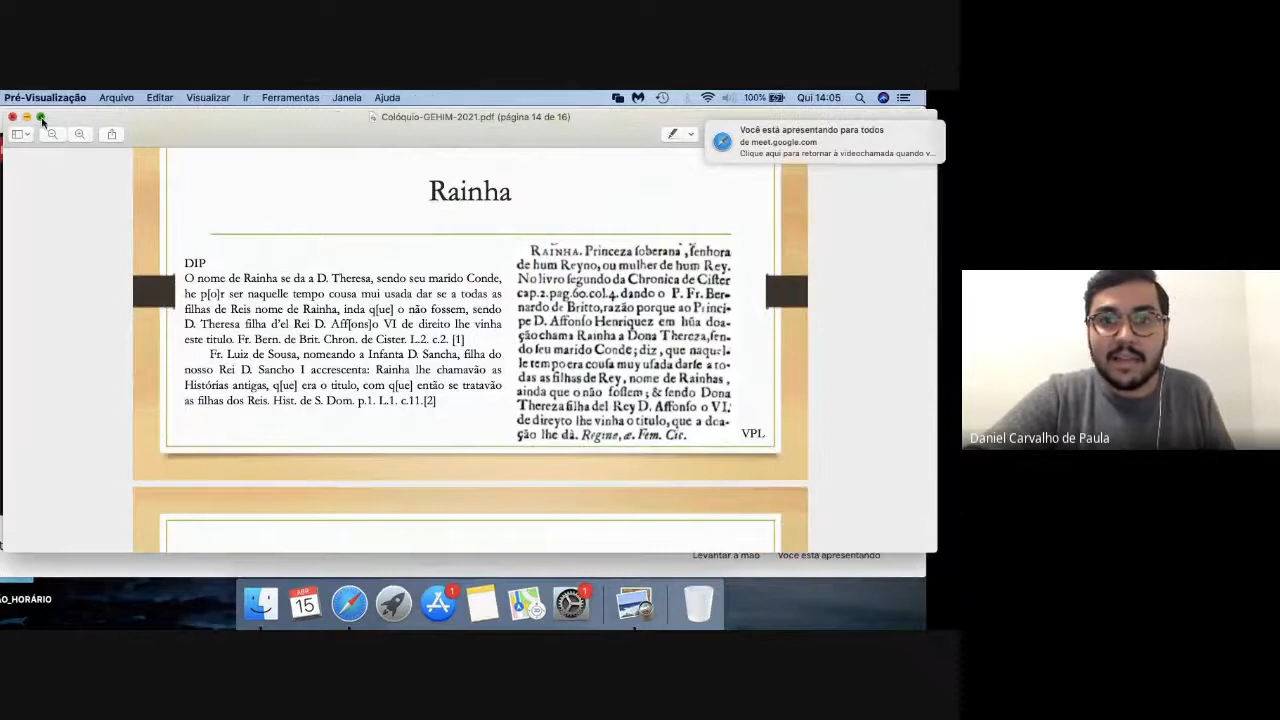 Pré-Visualização Arquivo Editar Visualizar Ir Ferramentas Janela Ajuda 100% Qui 14:05
Colóquio-GEHIM-2021.pdf (página 14 de 16)
Você está apresentando para todos
de meet.google.com
Clique aqui para retornar à videochamada quando v...
Rainha
DIP
O nome de Rainha se da a D. Theresa, sendo seu marido Conde,
he p[o]r ser naquelle tempo cousa mui usada dar se a todas as
filhas de Reis nome de Rainha, inda q[ue] o não fossem, sendo
D. Theresa filha d'el Rei D. Aff[ons]o VI de direito lhe vinha
este titulo. Fr. Bern. de Brit. Chron. de Cister. L.2. c.2. [1]
Fr. Luiz de Sousa, nomeando a Infanta D. Sancha, filha do
nosso Rei D. Sancho I accrescenta: Rainha lhe chamavão as
Histórias antigas, q[ue] era o titulo, com q[ue] então se tratavão
as filhas dos Reis. Hist. de S. Dom. p.1. L.1. c.11.[2]
RAINHA. Princeza ſoberana, ſenhora
de hum Reyno, ou mulher de hum Rey.
No livro ſegundo da Chronica de Ciſter
cap.2.pag.60.col.4. dando o P. Fr. Ber-
nardo de Britto, razão porque ao Princi-
pe D. Affonſo Henriquez em hũa doa-
ção chama Rainha a Dona Thereza, ſen-
do ſeu marido Conde; diz, que naquel-
le tempo era couſa muy uſada darſe a to-
das as filhas de Rey, nome de Rainhas,
ainda que o não foſſem; & ſendo Dona
Thereza filha del Rey D. Affonſo o VI.
de direyto lhe vinha o titulo, que a doa-
ção lhe dà. Regina, æ. Fem. Cic.
VPL
Levantar a mão Você está apresentando
ÃO_HORÁRIO
ABR
15
1
1
Daniel Carvalho de Paula